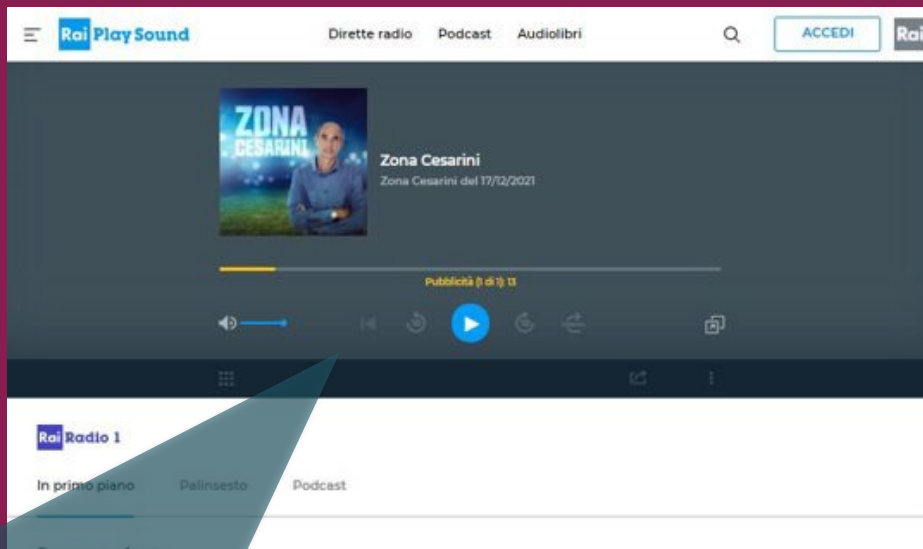 Rai Play Sound
Dirette radio Podcast Audiolibri
ACCEDI
Rai
ZONA
CESARINI
Zona Cesarini
Zona Cesarini del 17/12/2021
Pubblicità (1 di 1): 13
Rai Radio 1
In primo piano Palinsesto Podcast